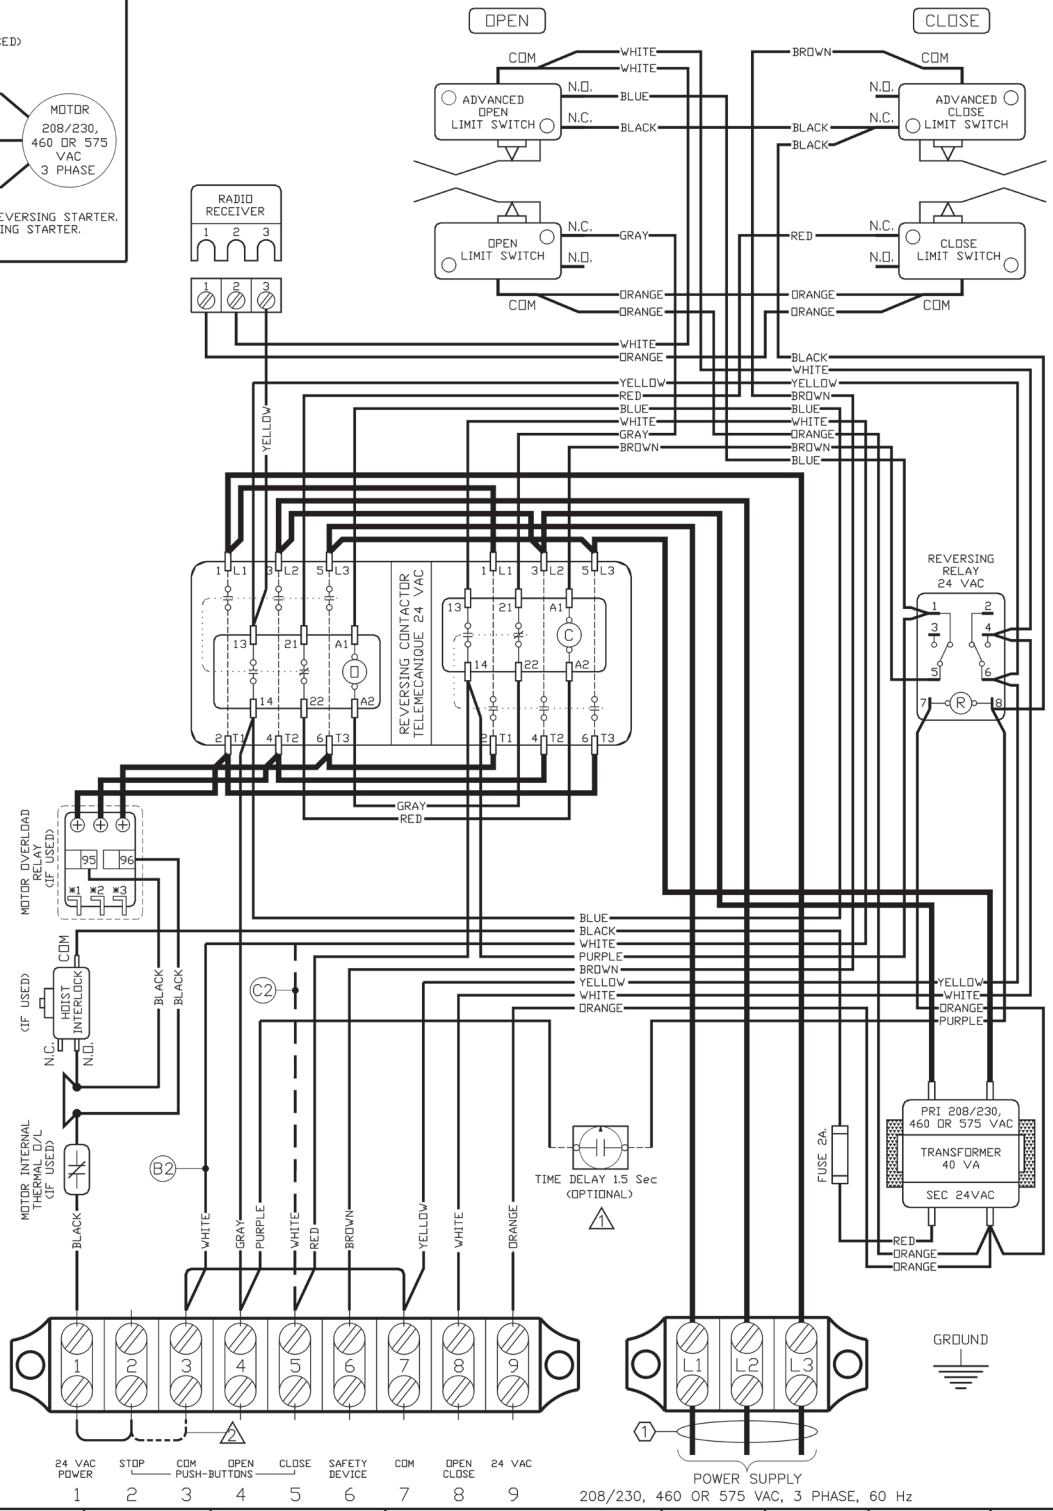 OPEN
CLOSE
CED)
MOTOR
208/230,
460 OR 575
VAC
3 PHASE
EVERSING STARTER.
ING STARTER.
COM
WHITE
WHITE
BROWN
COM
ADVANCED
OPEN
LIMIT SWITCH
N.O.
BLUE
N.C.
BLACK
BLACK
BLACK
N.O.
N.C.
ADVANCED
CLOSE
LIMIT SWITCH
RADIO
RECEIVER
1 2 3
1 2 3
OPEN
LIMIT SWITCH
N.C.
GRAY
N.O.
RED
N.C.
N.O.
CLOSE
LIMIT SWITCH
COM
ORANGE
ORANGE
ORANGE
ORANGE
COM
WHITE
ORANGE
BLACK
WHITE
YELLOW
YELLOW
RED
BROWN
BLUE
BLUE
WHITE
WHITE
GRAY
ORANGE
BROWN
BROWN
BLUE
YELLOW
1 L1 3 L2 5 L3
1 L1 3 L2 5 L3
REVERSING CONTACTOR
TELEMECANIQUE 24 VAC
13 21 A1
O
14 22 A2
13 21 A1
C
14 22 A2
2 T1 4 T2 6 T3
2 T1 4 T2 6 T3
REVERSING
RELAY
24 VAC
1 2
3 4
5 6
7 R 8
GRAY
RED
MOTOR OVERLOAD
RELAY
(IF USED)
95 96
*1 *2 *3
BLUE
BLACK
WHITE
PURPLE
BROWN
YELLOW
WHITE
ORANGE
YELLOW
WHITE
ORANGE
PURPLE
COM
(IF USED)
HOIST
INTERLOCK
N.C.
N.O.
BLACK
BLACK
C2
MOTOR INTERNAL
THERMAL O/L
(IF USED)
B2
TIME DELAY 1.5 Sec
(OPTIONAL)
1
FUSE 2A.
PRI 208/230,
460 OR 575 VAC
TRANSFORMER
40 VA
SEC 24VAC
RED
ORANGE
ORANGE
BLACK
WHITE
GRAY
PURPLE
WHITE
RED
BROWN
YELLOW
WHITE
ORANGE
1 2 3 4 5 6 7 8 9
L1 L2 L3
GROUND
2
1
24 VAC
POWER
STOP
COM
OPEN
CLOSE
PUSH-BUTTONS
SAFETY
DEVICE
COM
OPEN
CLOSE
24 VAC
1 2 3 4 5 6 7 8 9
POWER SUPPLY
208/230, 460 OR 575 VAC, 3 PHASE, 60 Hz